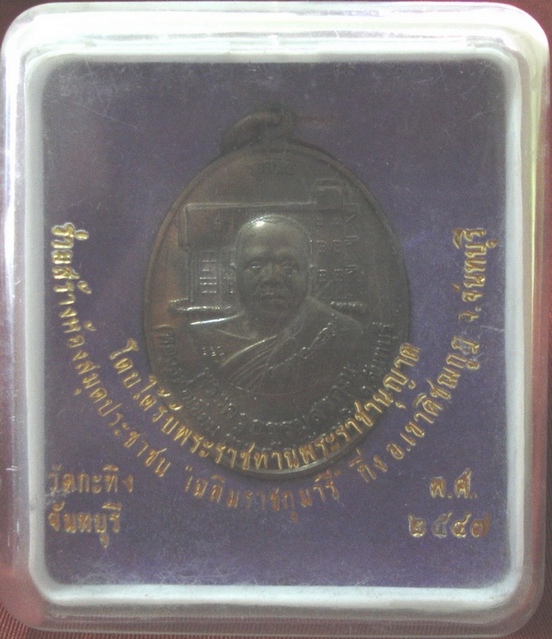 โดยได้รับพระราชทานพระราชานุญาต
ช่วยสร้างห้องสมุดประชาชน "เฉลิมราชกุมารี" กิ่ง อ.เขาคิชฌกูฏ จ.จันทบุรี
วัดกะทิง
จันทบุรี
พ.ศ.
๒๕๔๗